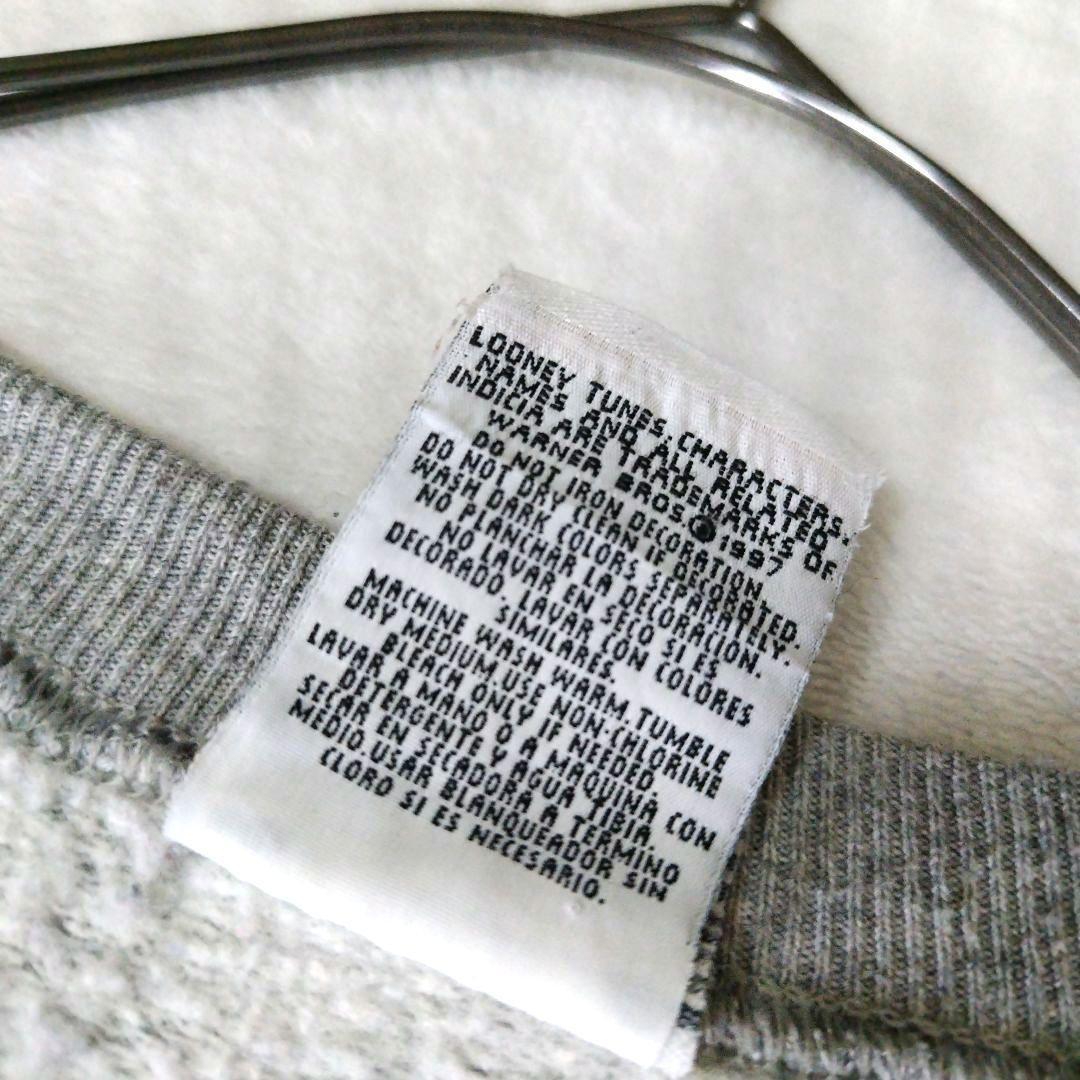 LOONEY TUNES, CHARACTERS,
NAMES AND ALL RELATED
INDICIA ARE TRADEMARKS OF
WARNER BROS.© 1997
DO NOT IRON DECORATION.
DO NOT DRY CLEAN IF DECORATED.
WASH DARK COLORS SEPARATELY.
NO PLANCHAR LA DECORACION.
NO LAVAR EN SECO SI ES
DECORADO. LAVAR CON COLORES
SIMILARES.
MACHINE WASH WARM, TUMBLE
DRY MEDIUM, USE NON-CHLORINE
BLEACH ONLY IF NEEDED.
LAVAR A MANO O A MAQUINA CON
DETERGENTE Y AGUA TIBIA.
SECAR EN SECADORA A TERMINO
MEDIO. USAR BLANQUEADOR SIN
CLORO SI ES NECESARIO.